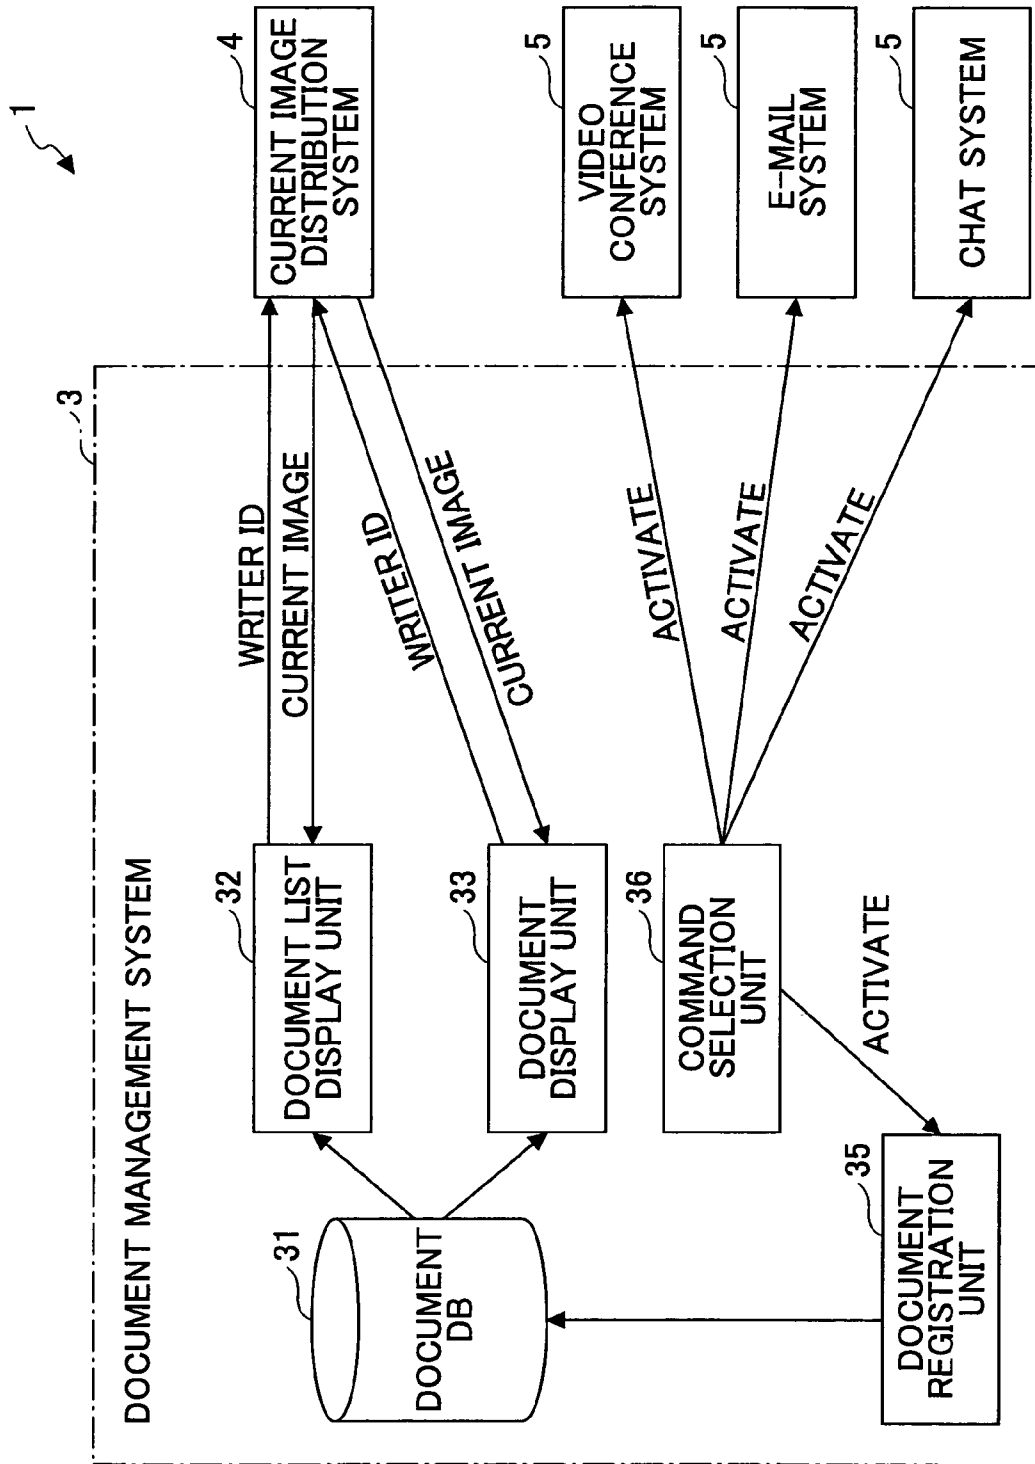 1
3
DOCUMENT MANAGEMENT SYSTEM
31
DOCUMENT
DB
32
DOCUMENT LIST
DISPLAY UNIT
WRITER ID
CURRENT IMAGE
4
CURRENT IMAGE
DISTRIBUTION
SYSTEM
33
DOCUMENT
DISPLAY UNIT
WRITER ID
CURRENT IMAGE
36
COMMAND
SELECTION
UNIT
ACTIVATE
ACTIVATE
ACTIVATE
5
VIDEO
CONFERENCE
SYSTEM
5
E-MAIL
SYSTEM
5
CHAT SYSTEM
ACTIVATE
35
DOCUMENT
REGISTRATION
UNIT